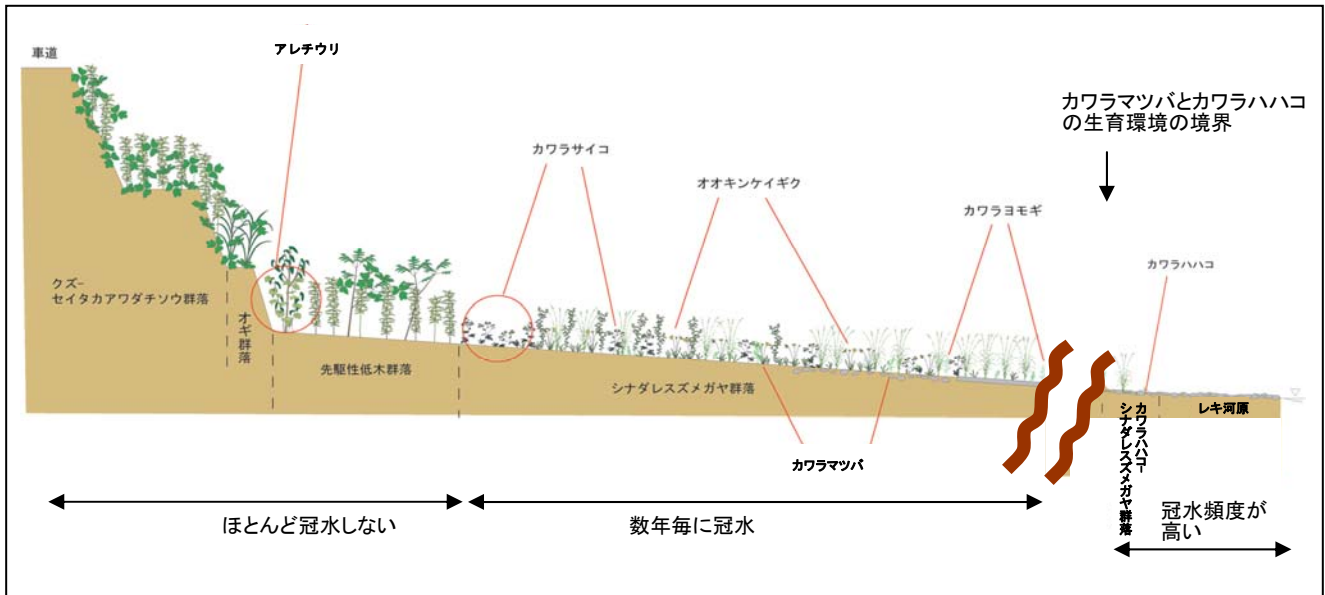 車道
アレチウリ
カワラマツバとカワラハハコ
の生育環境の境界
カワラサイコ
オオキンケイギク
カワラヨモギ
カワラハハコ
クズ-
セイタカアワダチソウ群落
オギ群落
先駆性低木群落
シナダレスズメガヤ群落
カワラハハコ-
シナダレスズメガヤ群落
レキ河原
カワラマツバ
ほとんど冠水しない
数年毎に冠水
冠水頻度が
高い